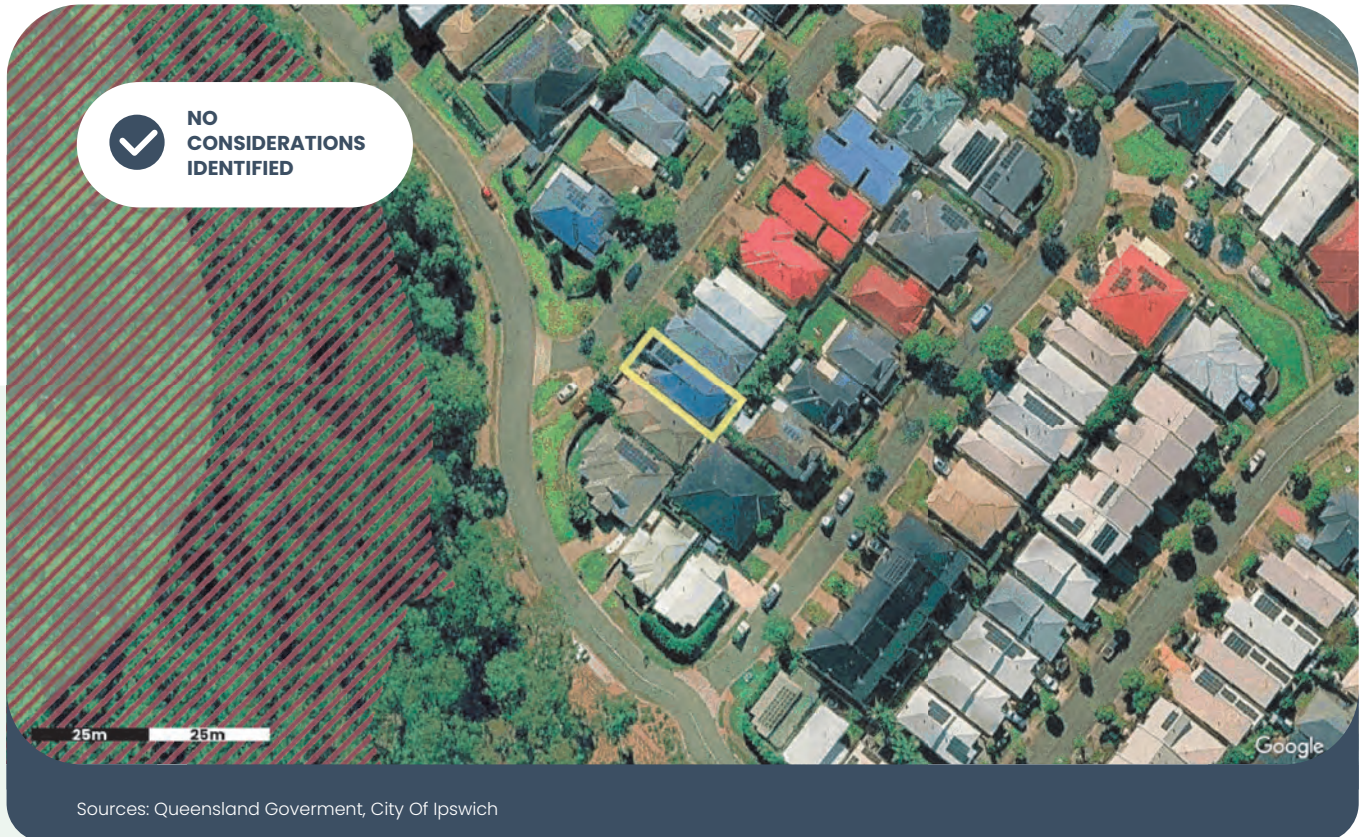 NO
CONSIDERATIONS
IDENTIFIED
25m 25m
Google
Sources: Queensland Goverment, City Of Ipswich